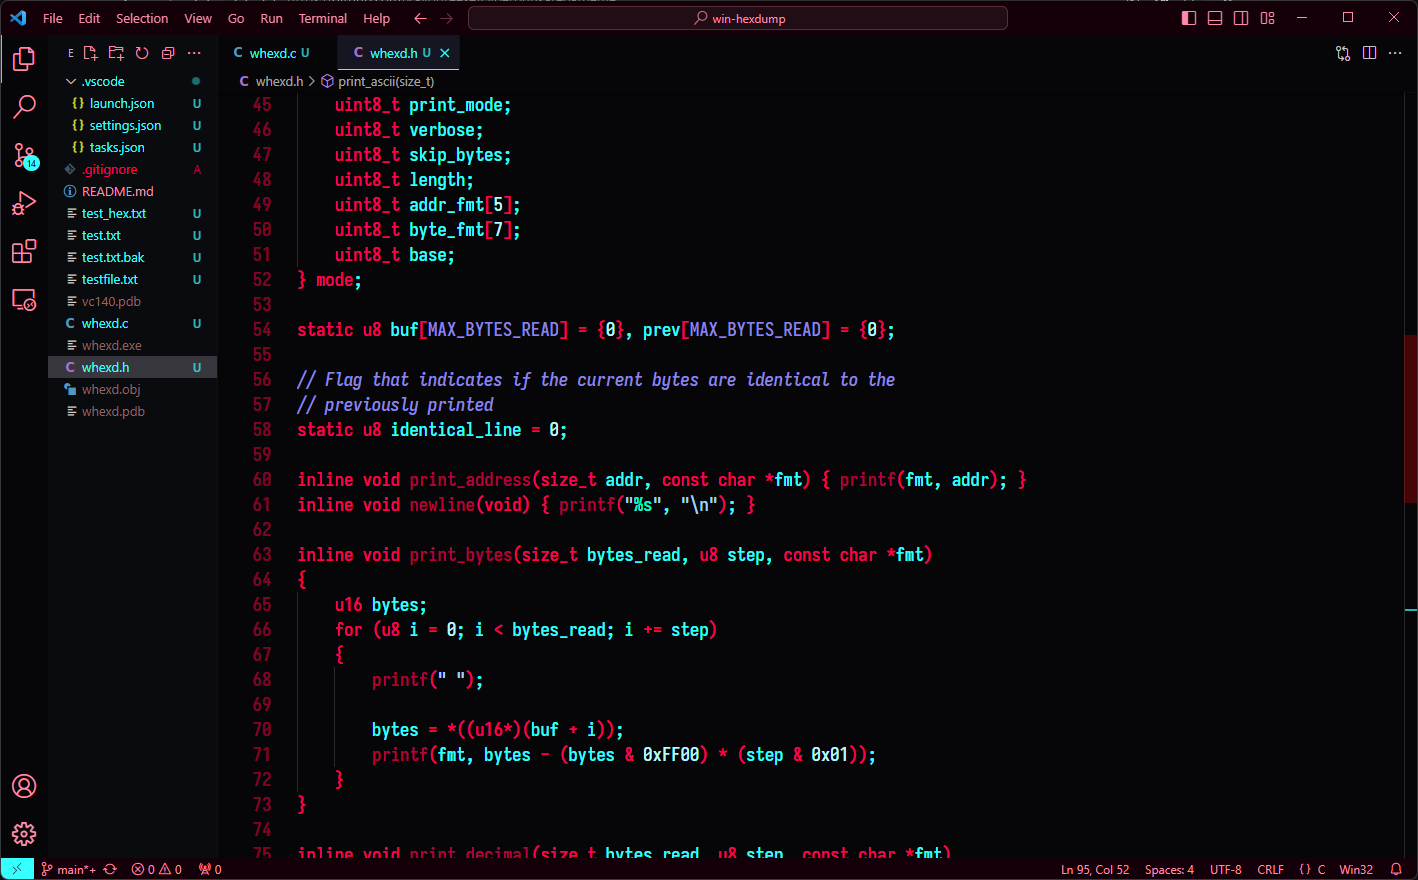 File Edit Selection View Go Run Terminal Help
win-hexdump
E
.vscode
launch.json U
settings.json U
tasks.json U
.gitignore A
README.md
test_hex.txt U
test.txt U
test.txt.bak U
testfile.txt U
vc140.pdb
whexd.c U
whexd.exe
whexd.h U
whexd.obj
whexd.pdb
14
C whexd.c U
C whexd.h U
C whexd.h > print_ascii(size_t)
45 uint8_t print_mode;
46 uint8_t verbose;
47 uint8_t skip_bytes;
48 uint8_t length;
49 uint8_t addr_fmt[5];
50 uint8_t byte_fmt[7];
51 uint8_t base;
52 } mode;
53
54 static u8 buf[MAX_BYTES_READ] = {0}, prev[MAX_BYTES_READ] = {0};
55
56 // Flag that indicates if the current bytes are identical to the
57 // previously printed
58 static u8 identical_line = 0;
59
60 inline void print_address(size_t addr, const char *fmt) { printf(fmt, addr); }
61 inline void newline(void) { printf("%s", "\n"); }
62
63 inline void print_bytes(size_t bytes_read, u8 step, const char *fmt)
64 {
65 u16 bytes;
66 for (u8 i = 0; i < bytes_read; i += step)
67 {
68 printf(" ");
69
70 bytes = *((u16*)(buf + i));
71 printf(fmt, bytes - (bytes & 0xFF00) * (step & 0x01));
72 }
73 }
74
75 inline void print_decimal(size_t bytes_read, u8 step, const char *fmt)
main*+ 0 0 0
Ln 95, Col 52 Spaces: 4 UTF-8 CRLF {} C Win32